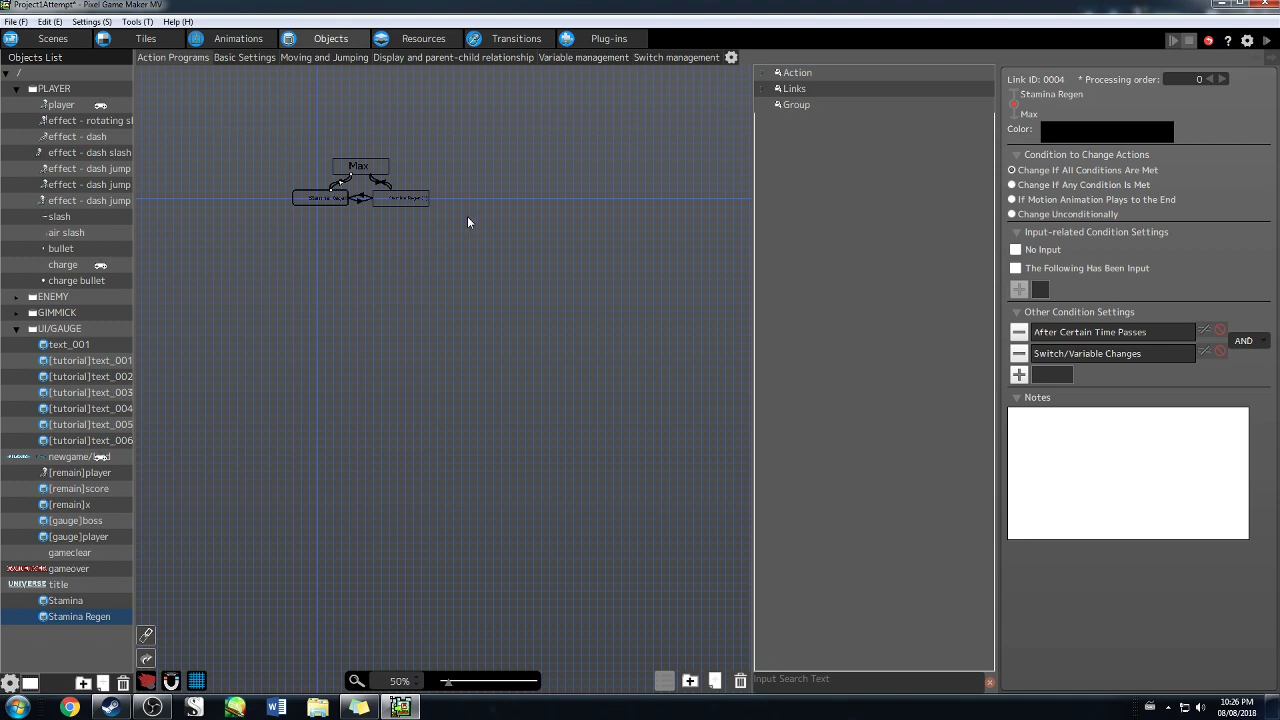 Project1Attempt* - Pixel Game Maker MV
File (F) Edit (E) Settings (S) Tools (T) Help (H)
Scenes Tiles Animations Objects Resources Transitions Plug-ins
Objects List Action Programs Basic Settings Moving and Jumping Display and parent-child relationship Variable management Switch management
/
PLAYER
player
effect - rotating sl
effect - dash
effect - dash slash
effect - dash jump
effect - dash jump
effect - dash jump
slash
air slash
bullet
charge
charge bullet
ENEMY
GIMMICK
UI/GAUGE
text_001
[tutorial]text_001
[tutorial]text_002
[tutorial]text_003
[tutorial]text_004
[tutorial]text_005
[tutorial]text_006
[remain]player
[remain]score
[remain]x
[gauge]boss
[gauge]player
gameclear
gameover
UNIVERSE title
Stamina
Stamina Regen
Max
50%
Action
Links
Group
Input Search Text
Link ID: 0004 * Processing order: 0
Stamina Regen
Max
Color:
Condition to Change Actions
Change If All Conditions Are Met
Change If Any Condition Is Met
If Motion Animation Plays to the End
Change Unconditionally
Input-related Condition Settings
No Input
The Following Has Been Input
Other Condition Settings
After Certain Time Passes
Switch/Variable Changes
AND
Notes
10:26 PM
08/08/2018